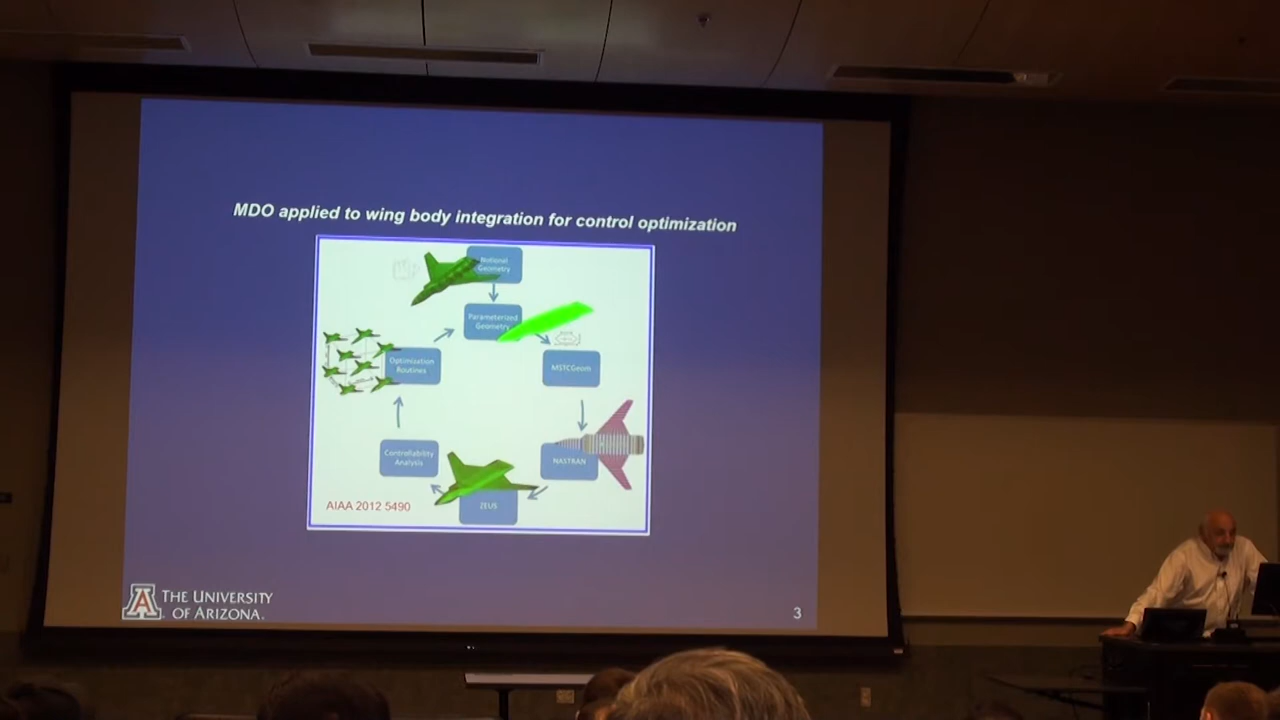 MDO applied to wing body integration for control optimization
Notional
Geometry
Parameterized
Geometry
Optimization
Routines
MSTCGeom
Controllability
Analysis
NASTRAN
ZEUS
AIAA 2012 5490
A
THE UNIVERSITY
OF ARIZONA.
3